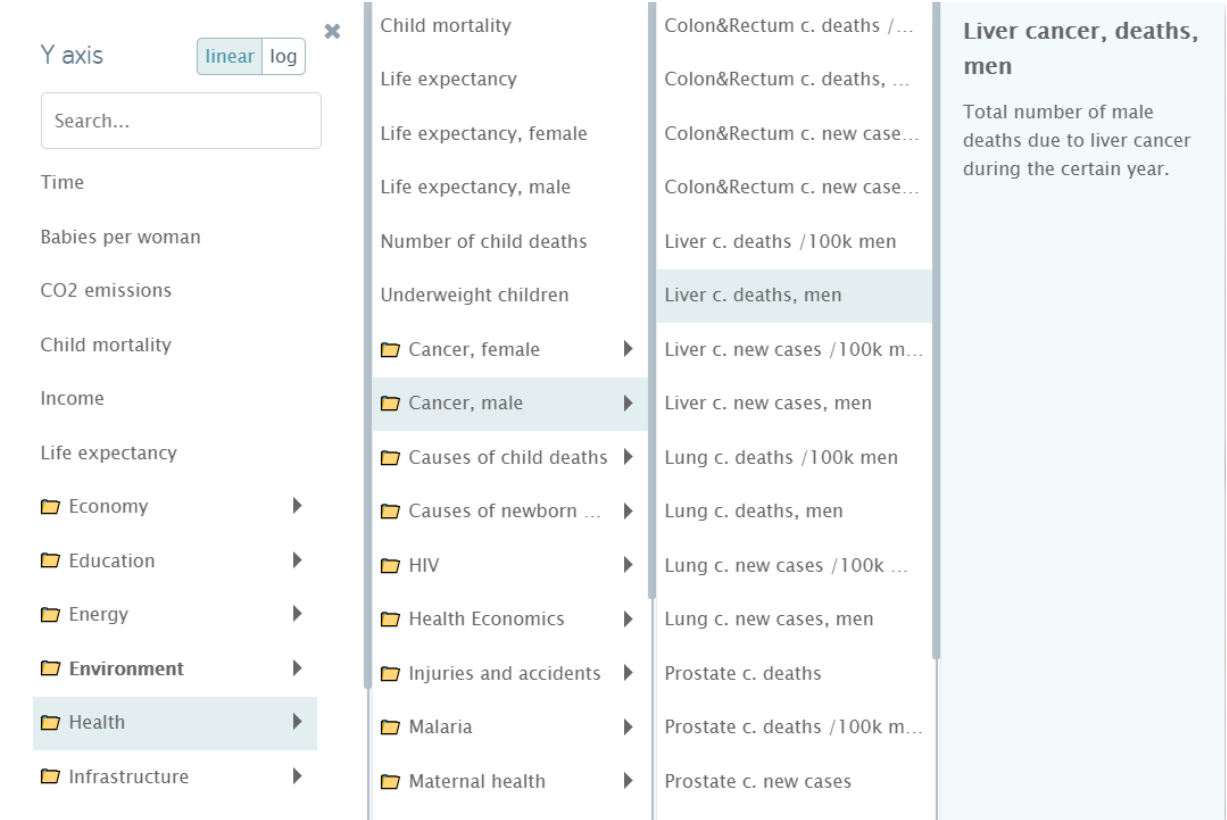 Y axis
linear log
Search...
Time
Babies per woman
CO2 emissions
Child mortality
Income
Life expectancy
Economy
Education
Energy
Environment
Health
Infrastructure
Child mortality
Life expectancy
Life expectancy, female
Life expectancy, male
Number of child deaths
Underweight children
Cancer, female
Cancer, male
Causes of child deaths
Causes of newborn ...
HIV
Health Economics
Injuries and accidents
Malaria
Maternal health
Colon&Rectum c. deaths /...
Colon&Rectum c. deaths, ...
Colon&Rectum c. new case...
Colon&Rectum c. new case...
Liver c. deaths /100k men
Liver c. deaths, men
Liver c. new cases /100k m...
Liver c. new cases, men
Lung c. deaths /100k men
Lung c. deaths, men
Lung c. new cases /100k ...
Lung c. new cases, men
Prostate c. deaths
Prostate c. deaths /100k m...
Prostate c. new cases
Liver cancer, deaths,
men
Total number of male
deaths due to liver cancer
during the certain year.